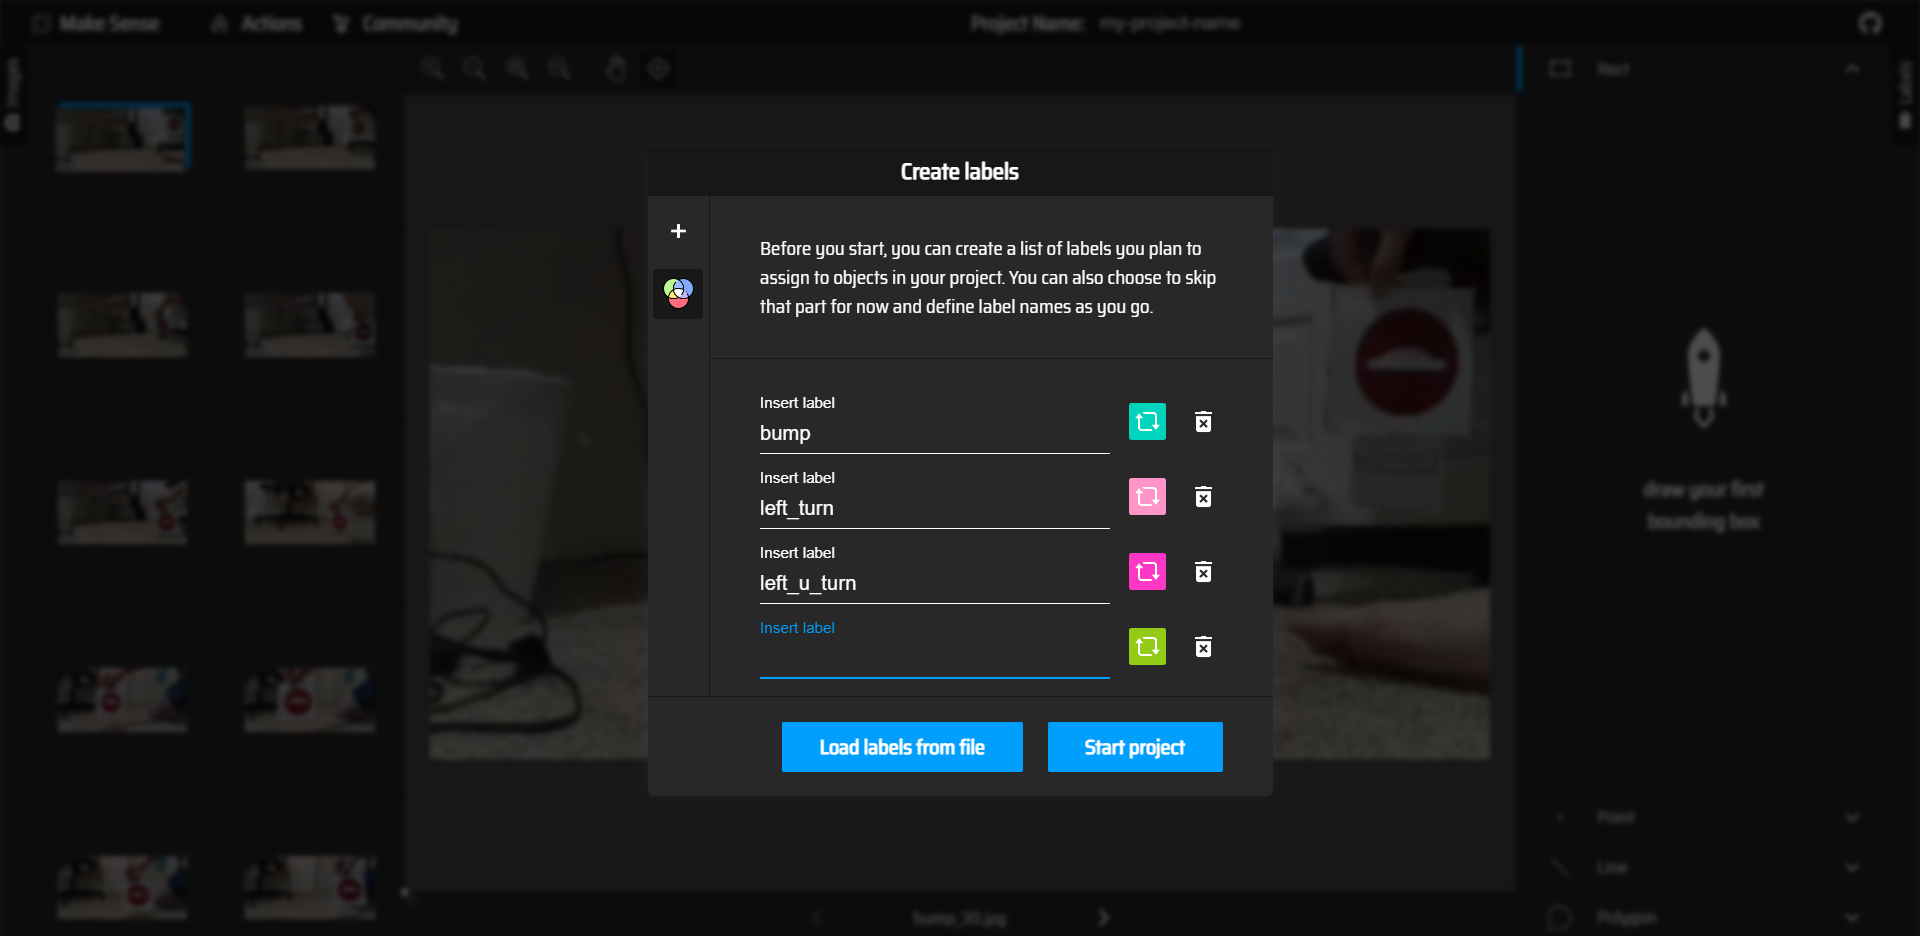 Make Sense
Actions
Community
Project Name: my-project-name
Images
Rect
Labels
Create labels
Before you start, you can create a list of labels you plan to
assign to objects in your project. You can also choose to skip
that part for now and define label names as you go.
Insert label
bump
Insert label
left_turn
Insert label
left_u_turn
Insert label
Load labels from file
Start project
draw your first
bounding box
Point
Line
Polygon
bump_30.jpg